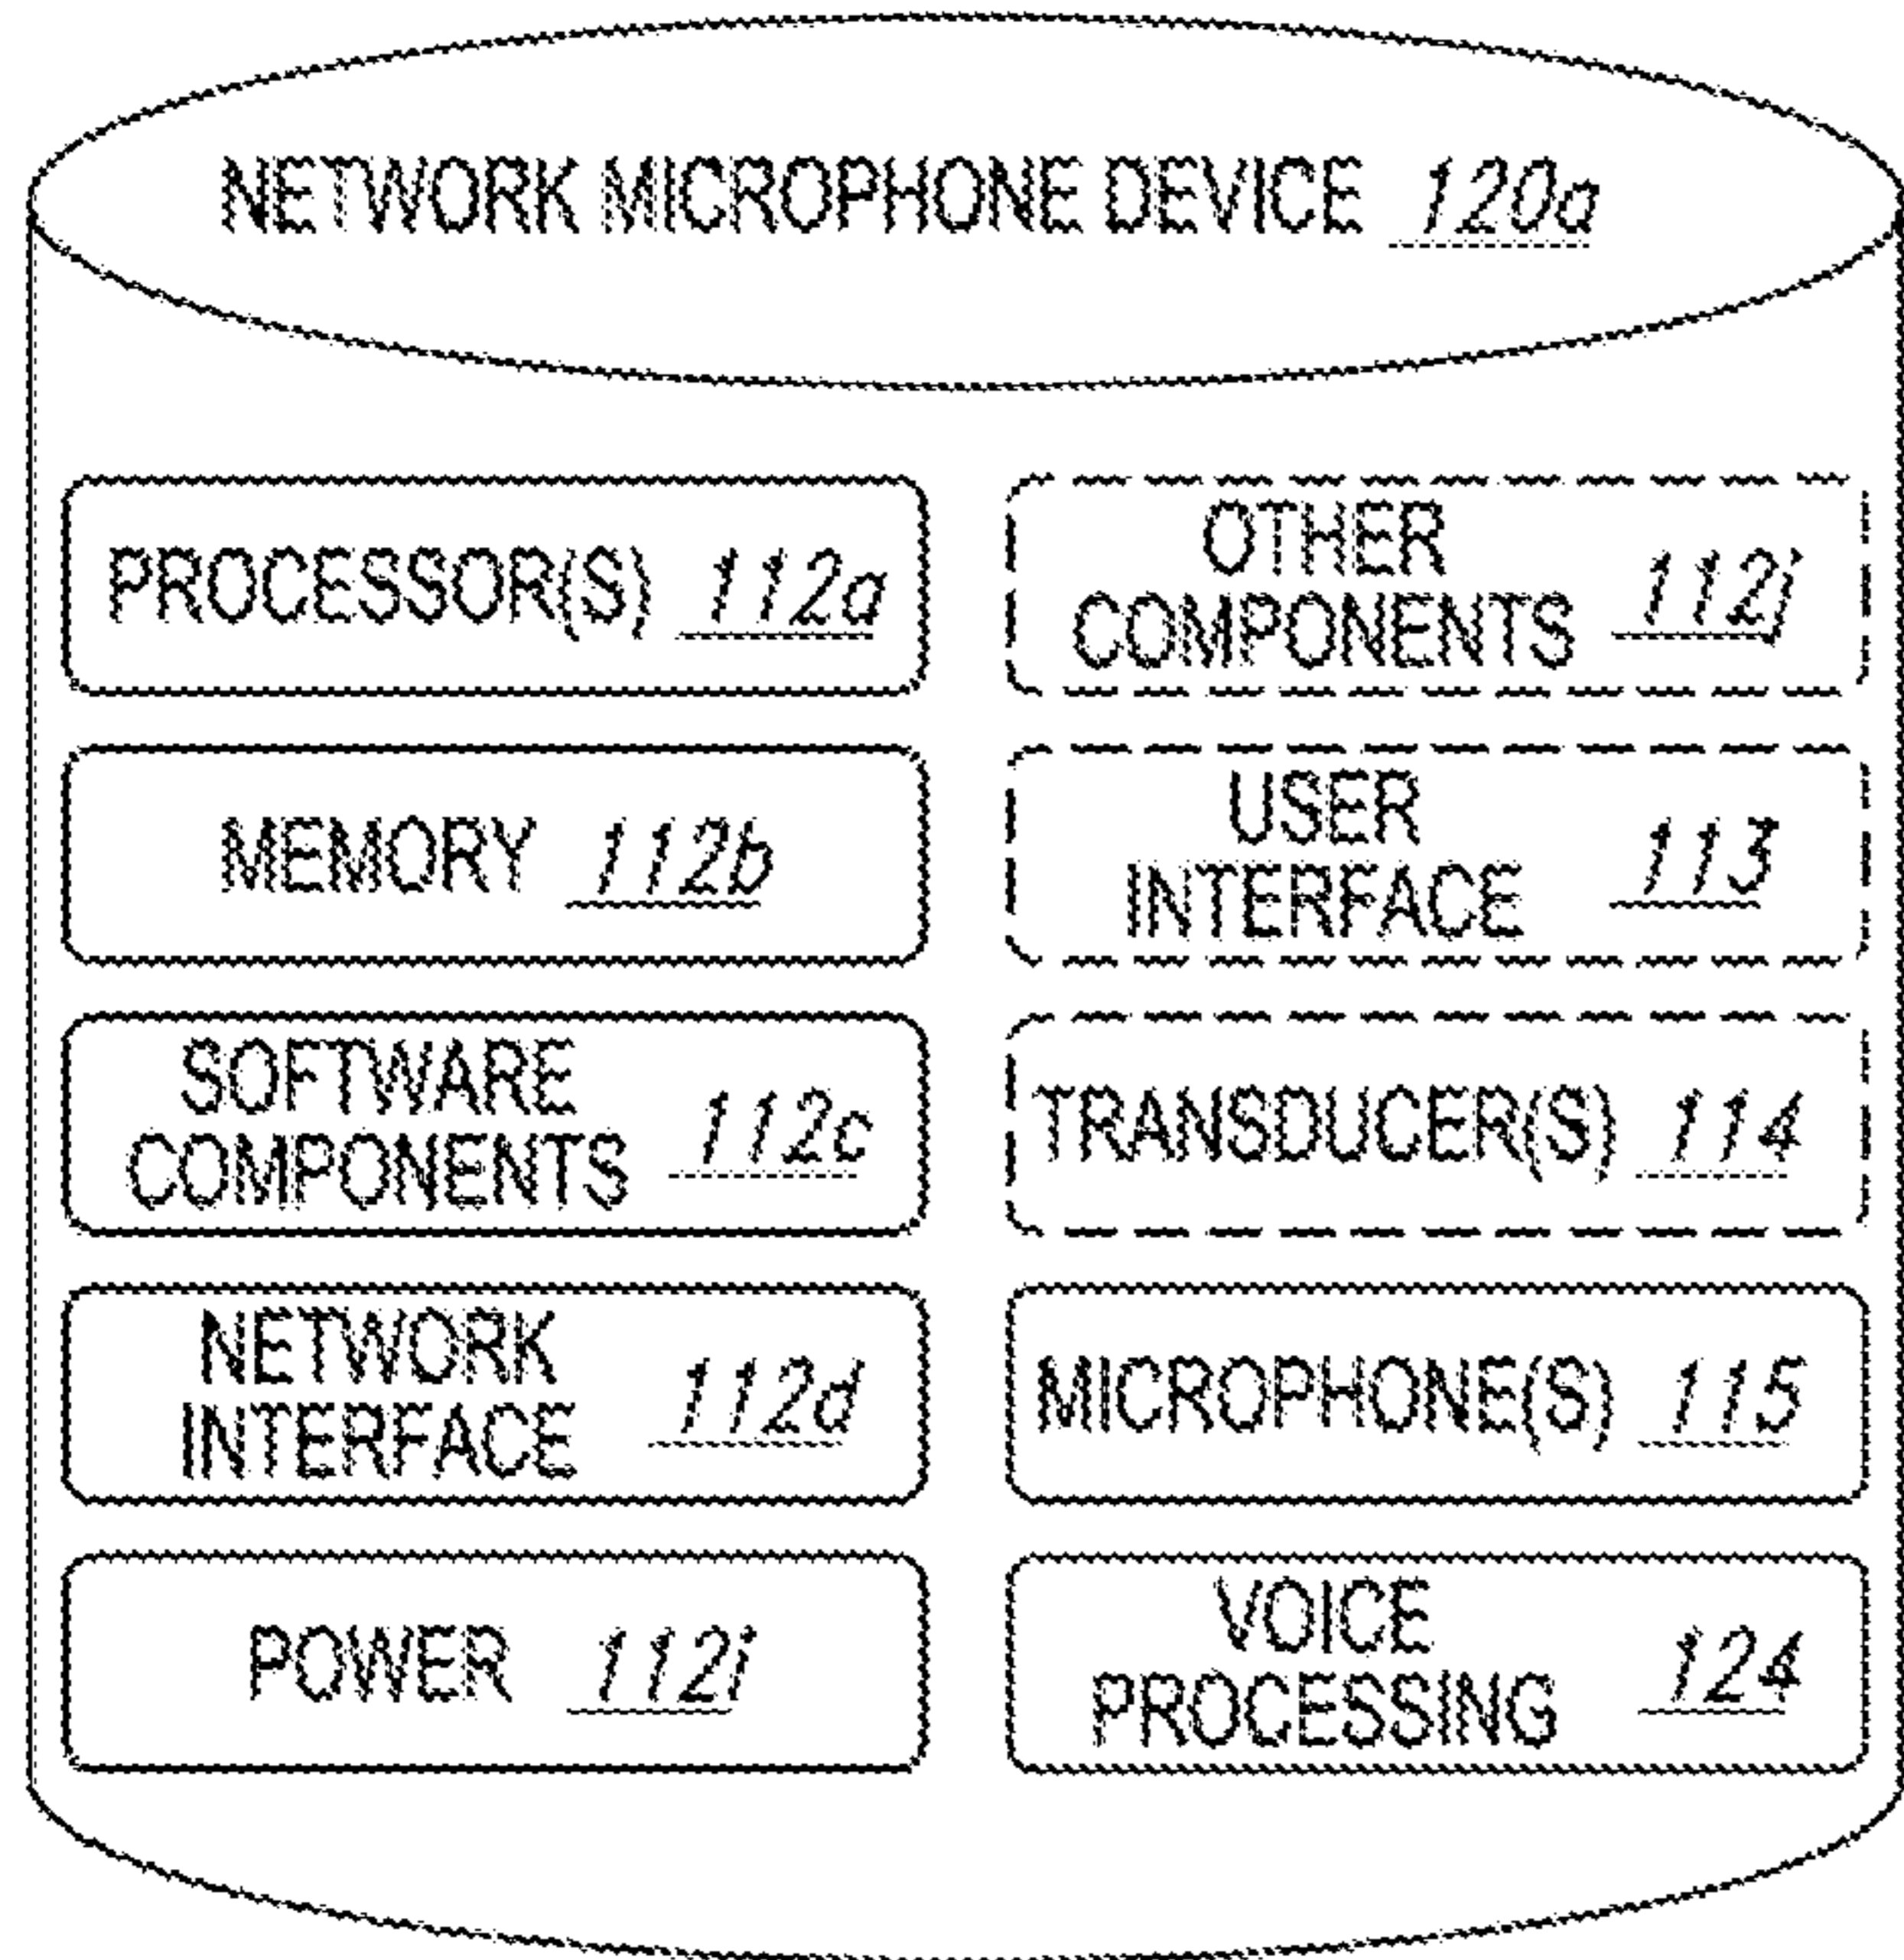 NETWORK MICROPHONE DEVICE 120a
PROCESSOR(S) 112a
MEMORY 112b
SOFTWARE
COMPONENTS 112c
NETWORK
INTERFACE 112d
POWER 112i
OTHER
COMPONENTS 112j
USER
INTERFACE 113
TRANSDUCER(S) 114
MICROPHONE(S) 115
VOICE
PROCESSING 124